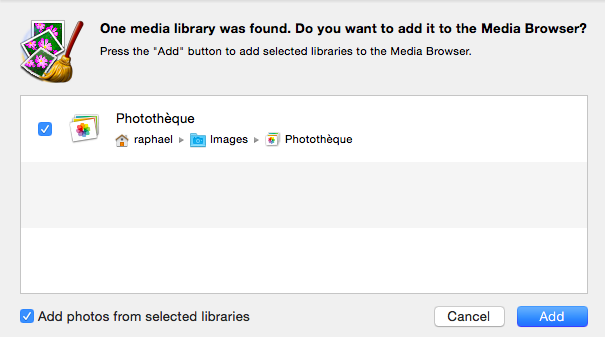 One media library was found. Do you want to add it to the Media Browser?
Press the "Add" button to add selected libraries to the Media Browser.
Photothèque
raphael ▸ Images ▸ Photothèque
Add photos from selected libraries
Cancel
Add